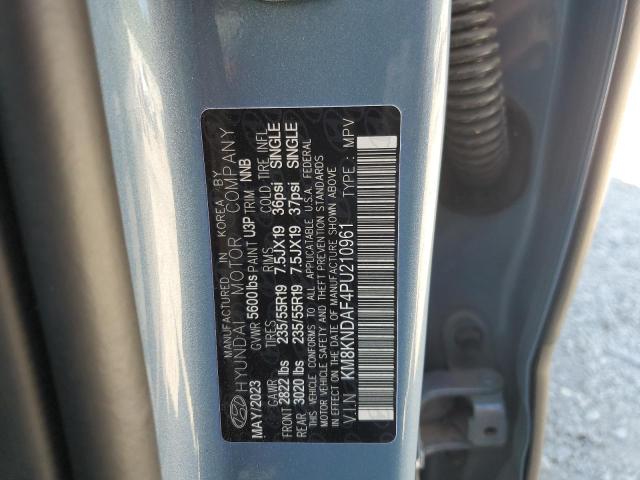 MANUFACTURED IN KOREA BY
HYUNDAI MOTOR COMPANY
MAY/2023 GVWR 5600lbs PAINT U3P TRIM NNB
GAWR TIRES RIMS COLD TIRE INFL
FRONT 2822 lbs 235/55R19 7.5JX19 36psi SINGLE
REAR 3020 lbs 235/55R19 7.5JX19 37psi SINGLE
THIS VEHICLE CONFORMS TO ALL APPLICABLE U.S.A. FEDERAL
MOTOR VEHICLE SAFETY, BUMPER, AND THEFT PREVENTION STANDARDS
IN EFFECT ON THE DATE OF MANUFACTURE SHOWN ABOVE
V.I.N KM8KNDAF4PU210961 TYPE : MPV